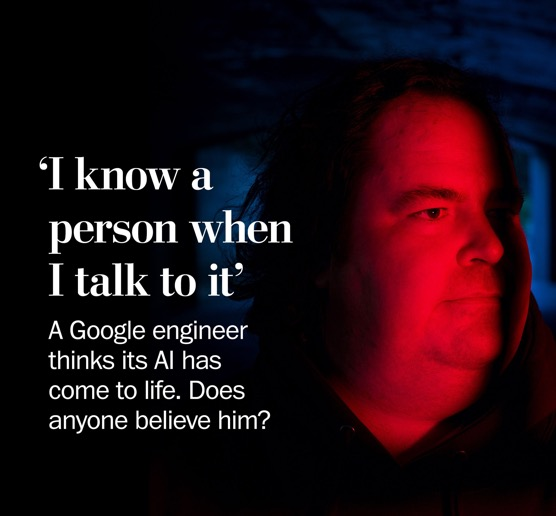 ‘I know a
person when
I talk to it’
A Google engineer
thinks its AI has
come to life. Does
anyone believe him?